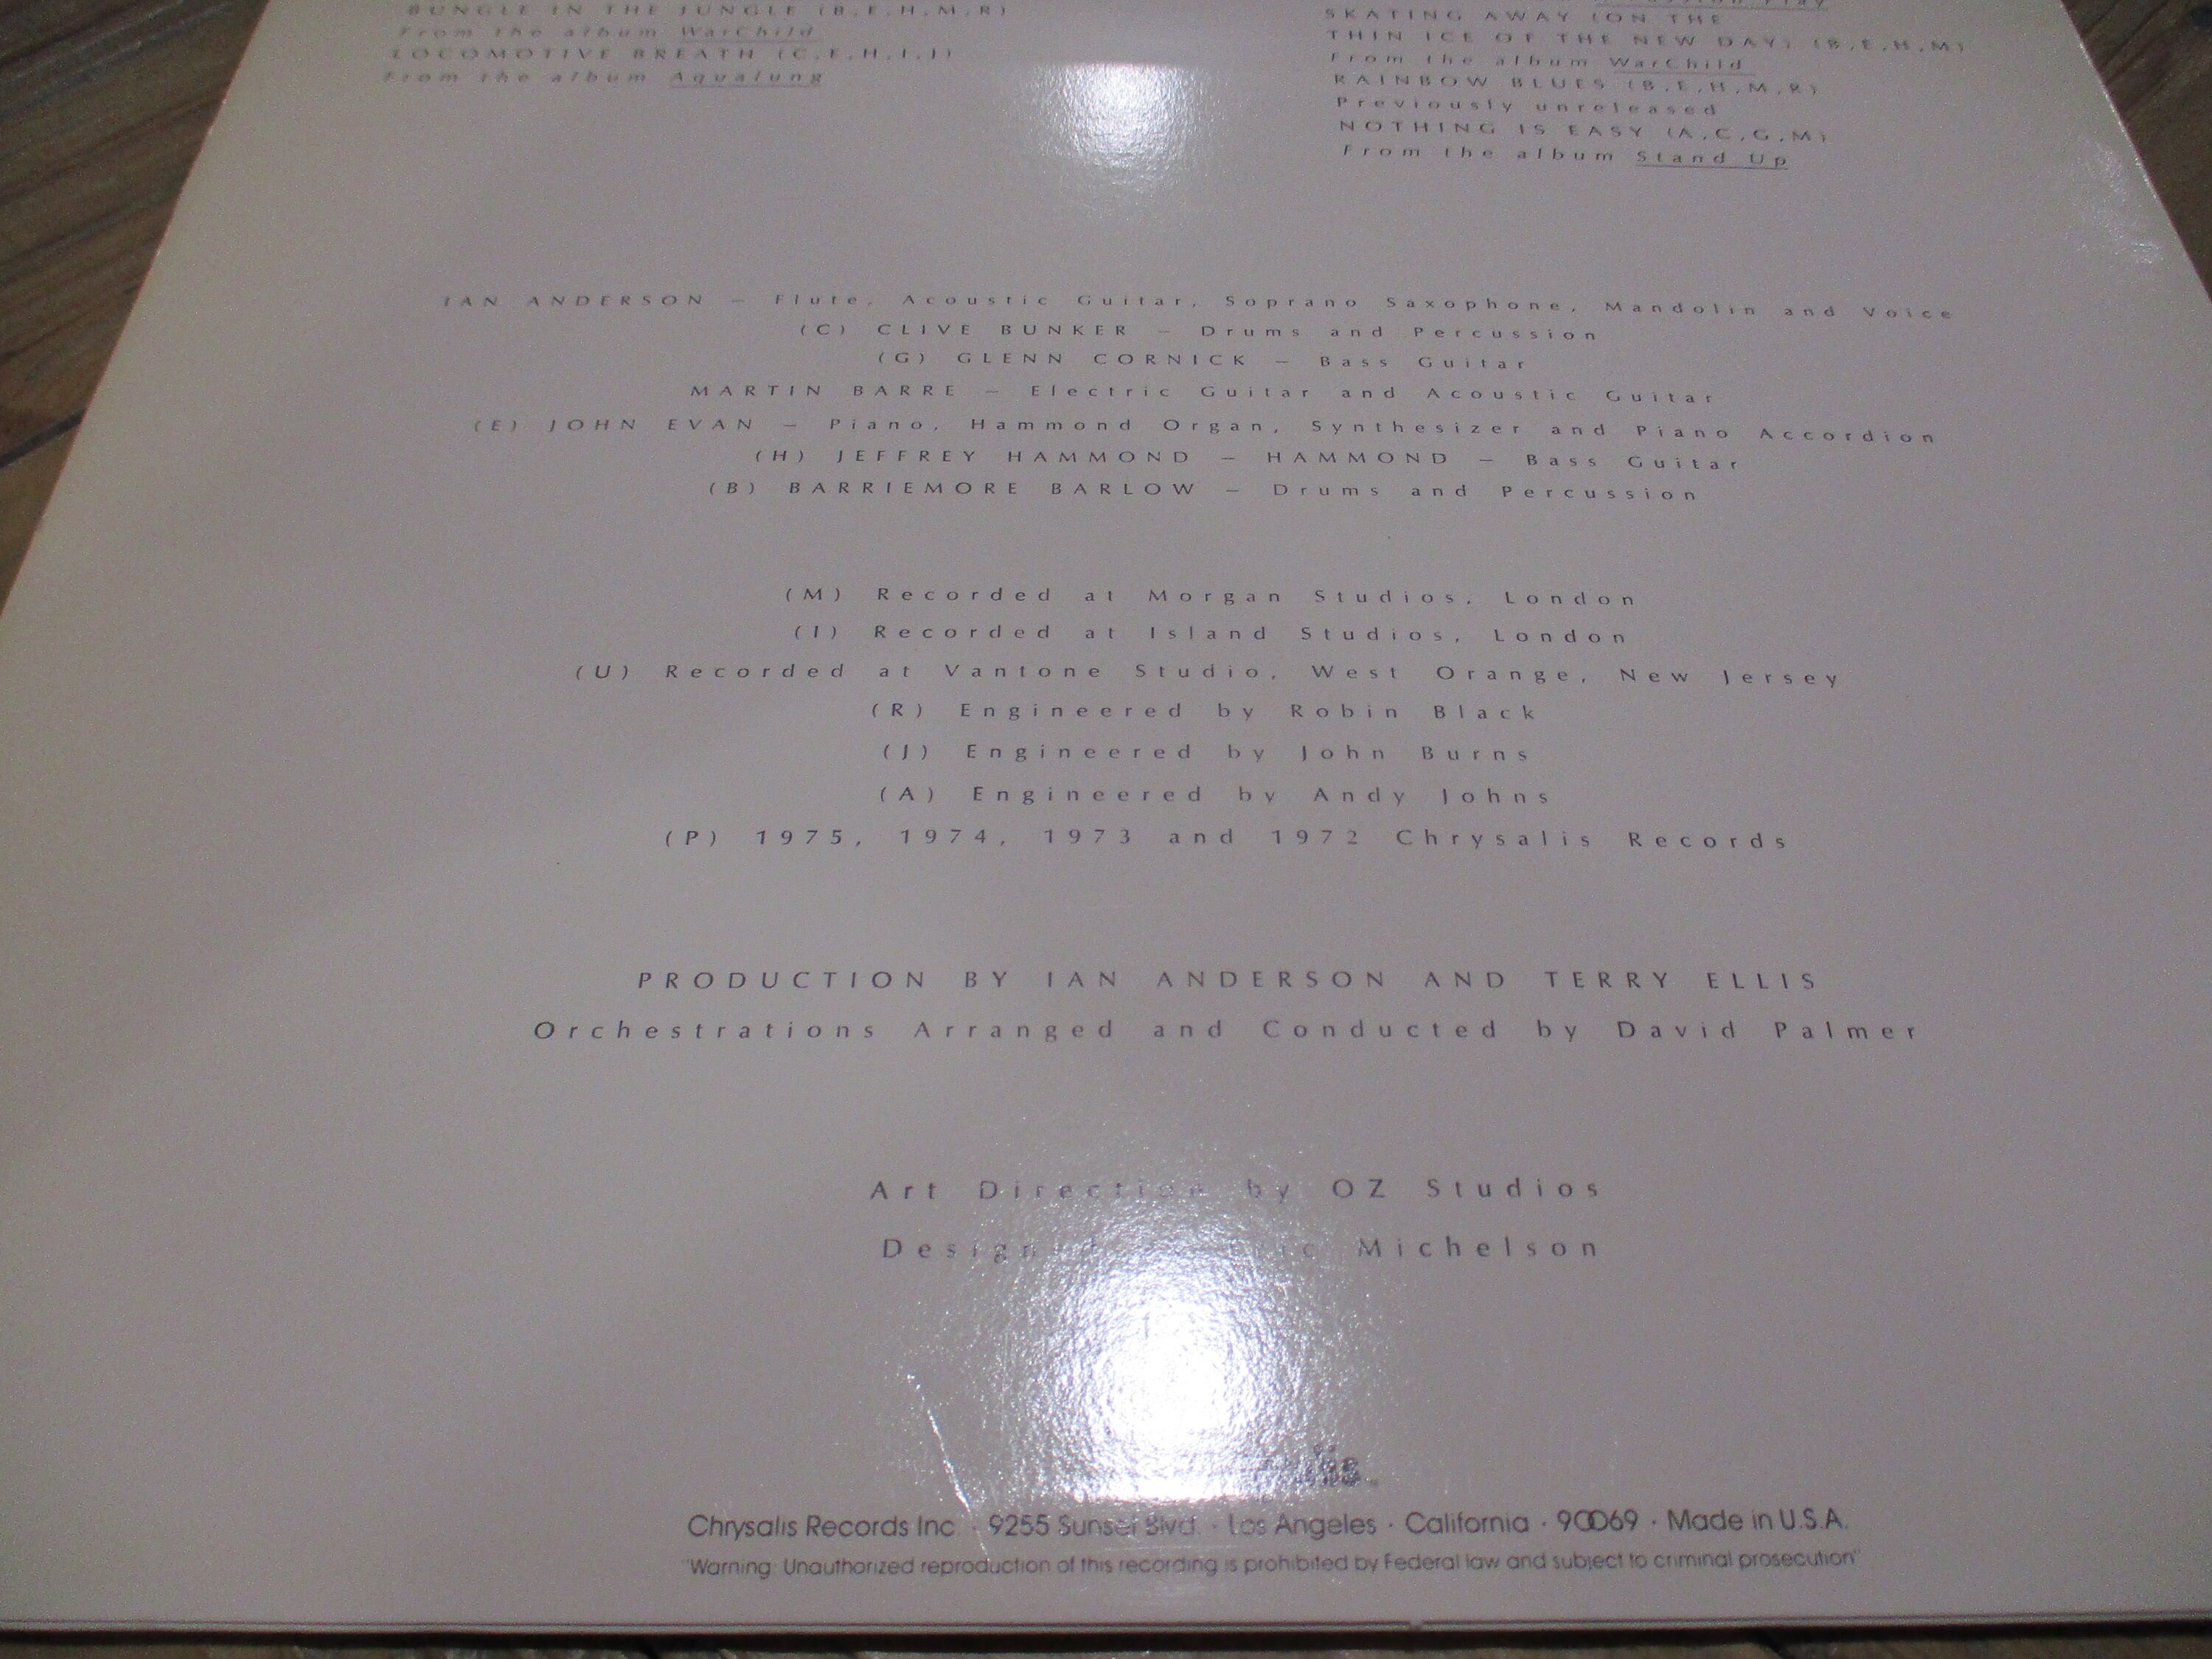 BUNGLE IN THE JUNGLE (B,E,H,M,R)
From the album WarChild
LOCOMOTIVE BREATH (C,E,H,I,J)
From the album Aqualung
Play
SKATING AWAY (ON THE
THIN ICE OF THE NEW DAY) (B,E,H,M)
From the album WarChild
RAINBOW BLUES (B,E,H,M,R)
Previously unreleased
NOTHING IS EASY (A,C,G,M)
From the album Stand Up
IAN ANDERSON – Flute, Acoustic Guitar, Soprano Saxophone, Mandolin and Voice
(C) CLIVE BUNKER – Drums and Percussion
(G) GLENN CORNICK – Bass Guitar
MARTIN BARRE – Electric Guitar and Acoustic Guitar
(E) JOHN EVAN – Piano, Hammond Organ, Synthesizer and Piano Accordion
(H) JEFFREY HAMMOND – HAMMOND – Bass Guitar
(B) BARRIEMORE BARLOW – Drums and Percussion
(M) Recorded at Morgan Studios, London
(I) Recorded at Island Studios, London
(U) Recorded at Vantone Studio, West Orange, New Jersey
(R) Engineered by Robin Black
(J) Engineered by John Burns
(A) Engineered by Andy Johns
(P) 1975, 1974, 1973 and 1972 Chrysalis Records
PRODUCTION BY IAN ANDERSON AND TERRY ELLIS
Orchestrations Arranged and Conducted by David Palmer
Art Direction by OZ Studios
Michelson
Chrysalis Records Inc. · 9255 Sunset Blvd. · Los Angeles · California · 90069 · Made in U.S.A.
"Warning: Unauthorized reproduction of this recording is prohibited by Federal law and subject to criminal prosecution"